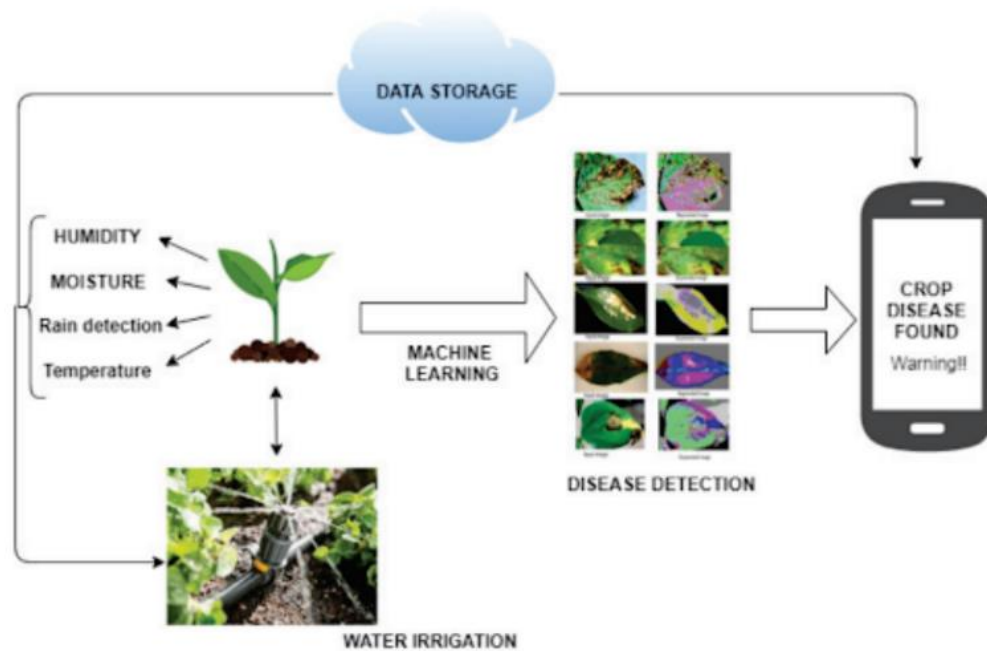 DATA STORAGE
HUMIDITY
MOISTURE
Rain detection
Temperature
MACHINE
LEARNING
CROP
DISEASE
FOUND
Warning!!
DISEASE DETECTION
WATER IRRIGATION